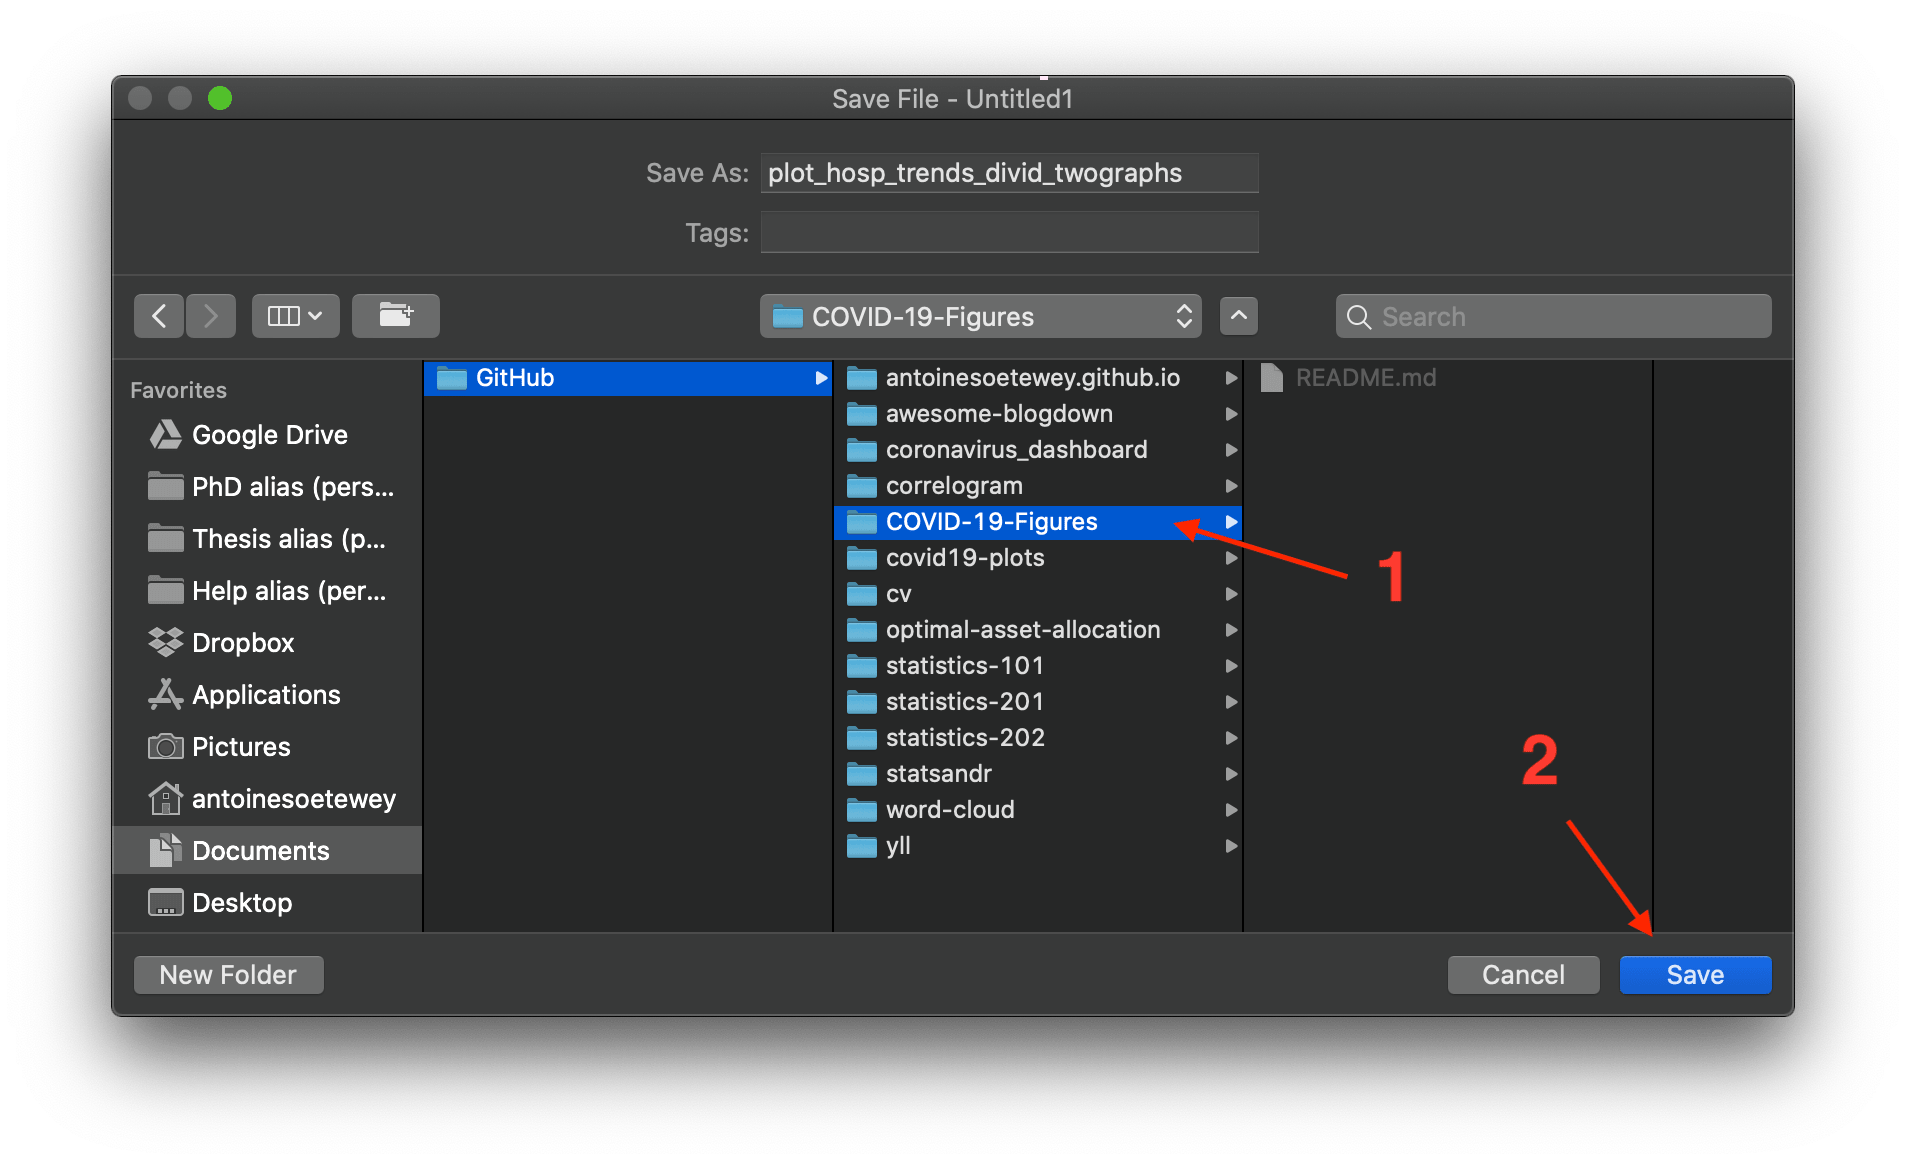 Save File - Untitled1
Save As: plot_hosp_trends_divid_twographs
Tags:
COVID-19-Figures
Search
Favorites
Google Drive
PhD alias (pers...
Thesis alias (p...
Help alias (per...
Dropbox
Applications
Pictures
antoinesoetewey
Documents
Desktop
GitHub
antoinesoetewey.github.io
awesome-blogdown
coronavirus_dashboard
correlogram
COVID-19-Figures
covid19-plots
cv
optimal-asset-allocation
statistics-101
statistics-201
statistics-202
statsandr
word-cloud
yll
README.md
1
2
New Folder
Cancel
Save